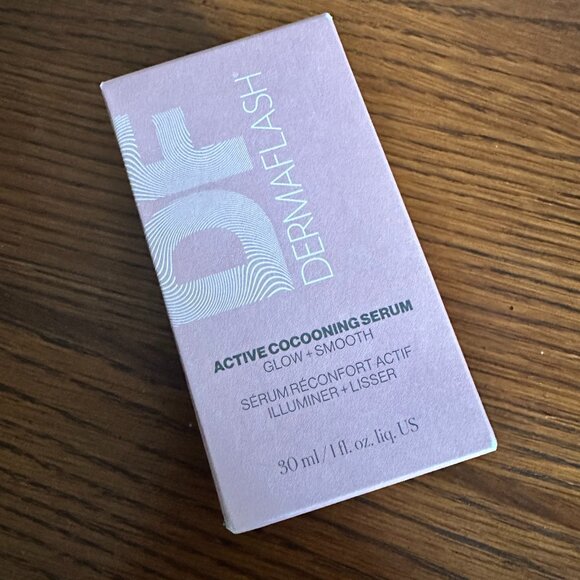 DF
DERMAFLASH®
ACTIVE COCOONING SERUM
GLOW + SMOOTH
SÉRUM RÉCONFORT ACTIF
ILLUMINER + LISSER
30 ml / 1 fl. oz. liq. US